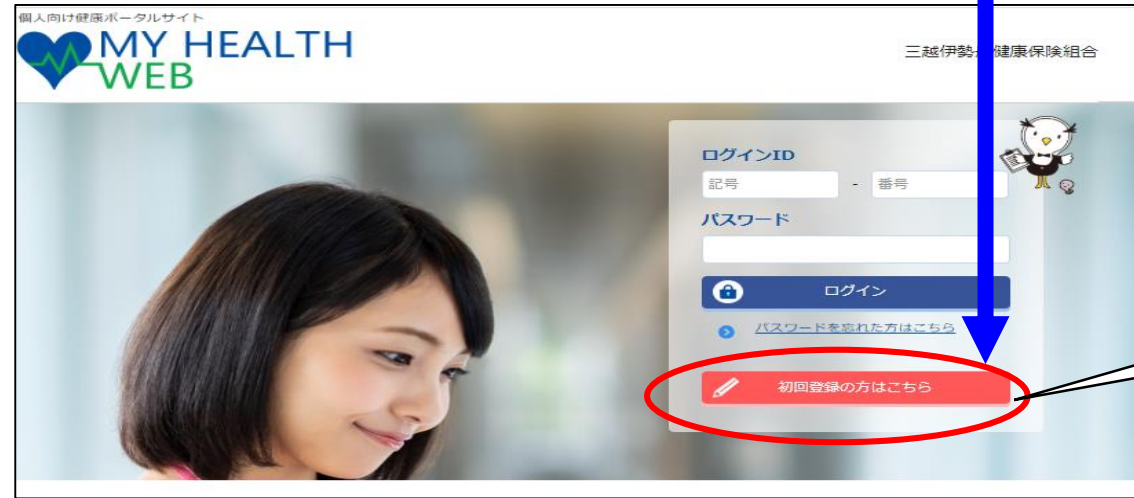 個人向け健康ポータルサイト
MY HEALTH
WEB
三越伊勢 健康保険組合
ログインID
記号 - 番号
パスワード
ログイン
パスワードを忘れた方はこちら
初回登録の方はこちら